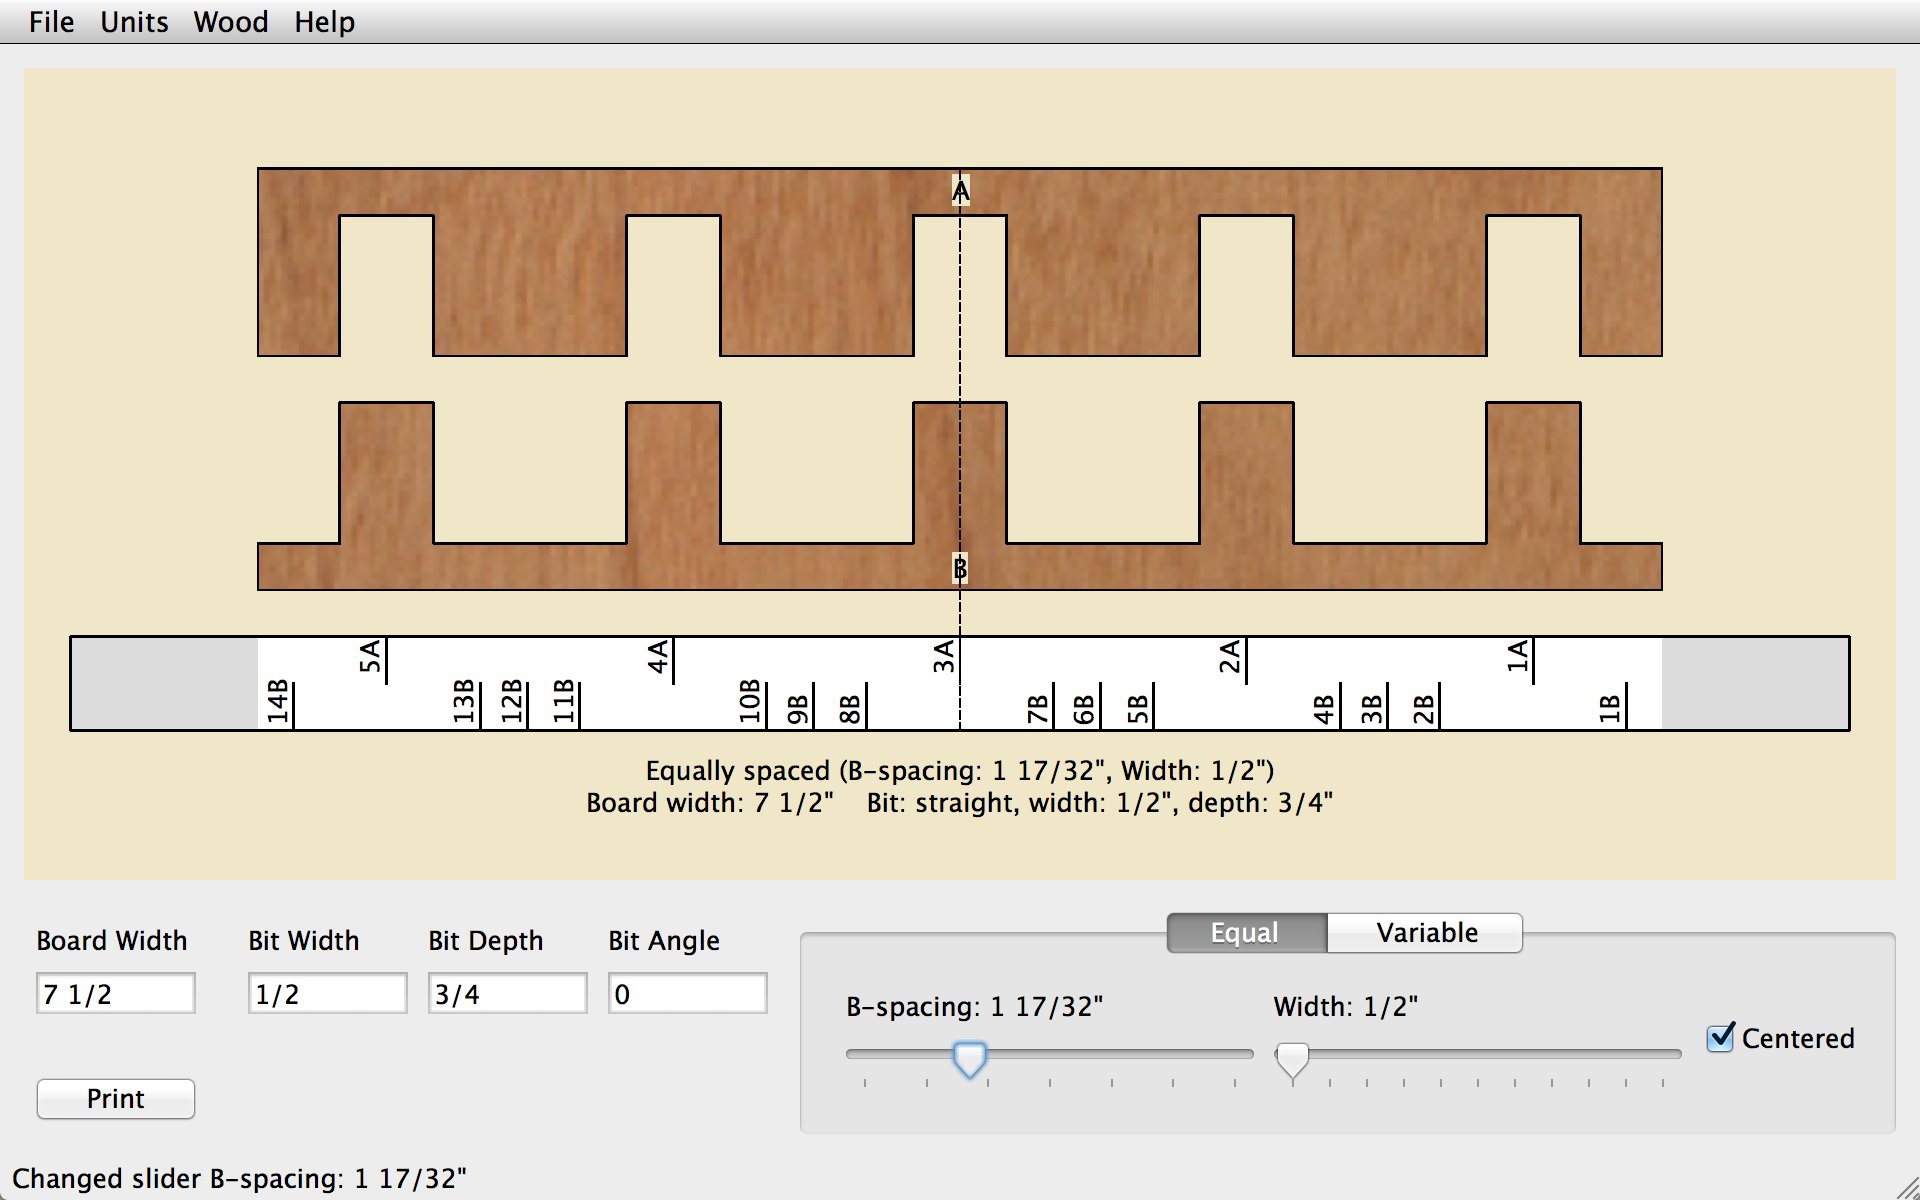 File Units Wood Help
A
B
5A 4A 3A 2A 1A
14B 13B 12B 11B 10B 9B 8B 7B 6B 5B 4B 3B 2B 1B
Equally spaced (B-spacing: 1 17/32", Width: 1/2")
Board width: 7 1/2" Bit: straight, width: 1/2", depth: 3/4"
Equal Variable
Board Width Bit Width Bit Depth Bit Angle
7 1/2 1/2 3/4 0
B-spacing: 1 17/32" Width: 1/2"
Centered
Print
Changed slider B-spacing: 1 17/32"